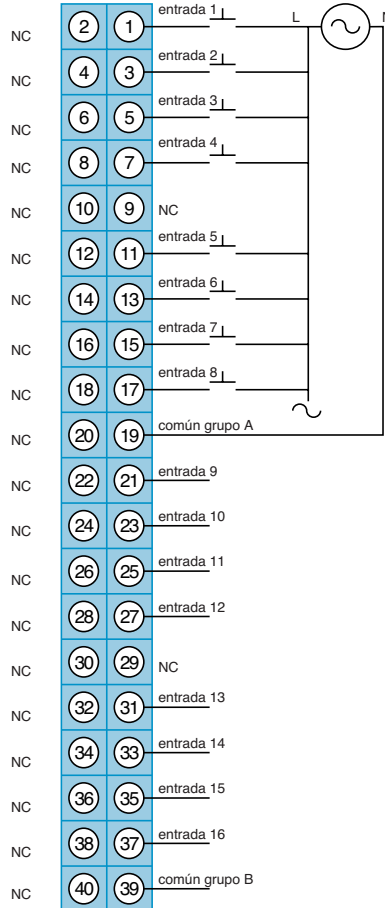 NC 2 1 entrada 1 L N
NC 4 3 entrada 2
NC 6 5 entrada 3
NC 8 7 entrada 4
NC 10 9 NC
NC 12 11 entrada 5
NC 14 13 entrada 6
NC 16 15 entrada 7
NC 18 17 entrada 8
NC 20 19 común grupo A
NC 22 21 entrada 9
NC 24 23 entrada 10
NC 26 25 entrada 11
NC 28 27 entrada 12
NC 30 29 NC
NC 32 31 entrada 13
NC 34 33 entrada 14
NC 36 35 entrada 15
NC 38 37 entrada 16
NC 40 39 común grupo B